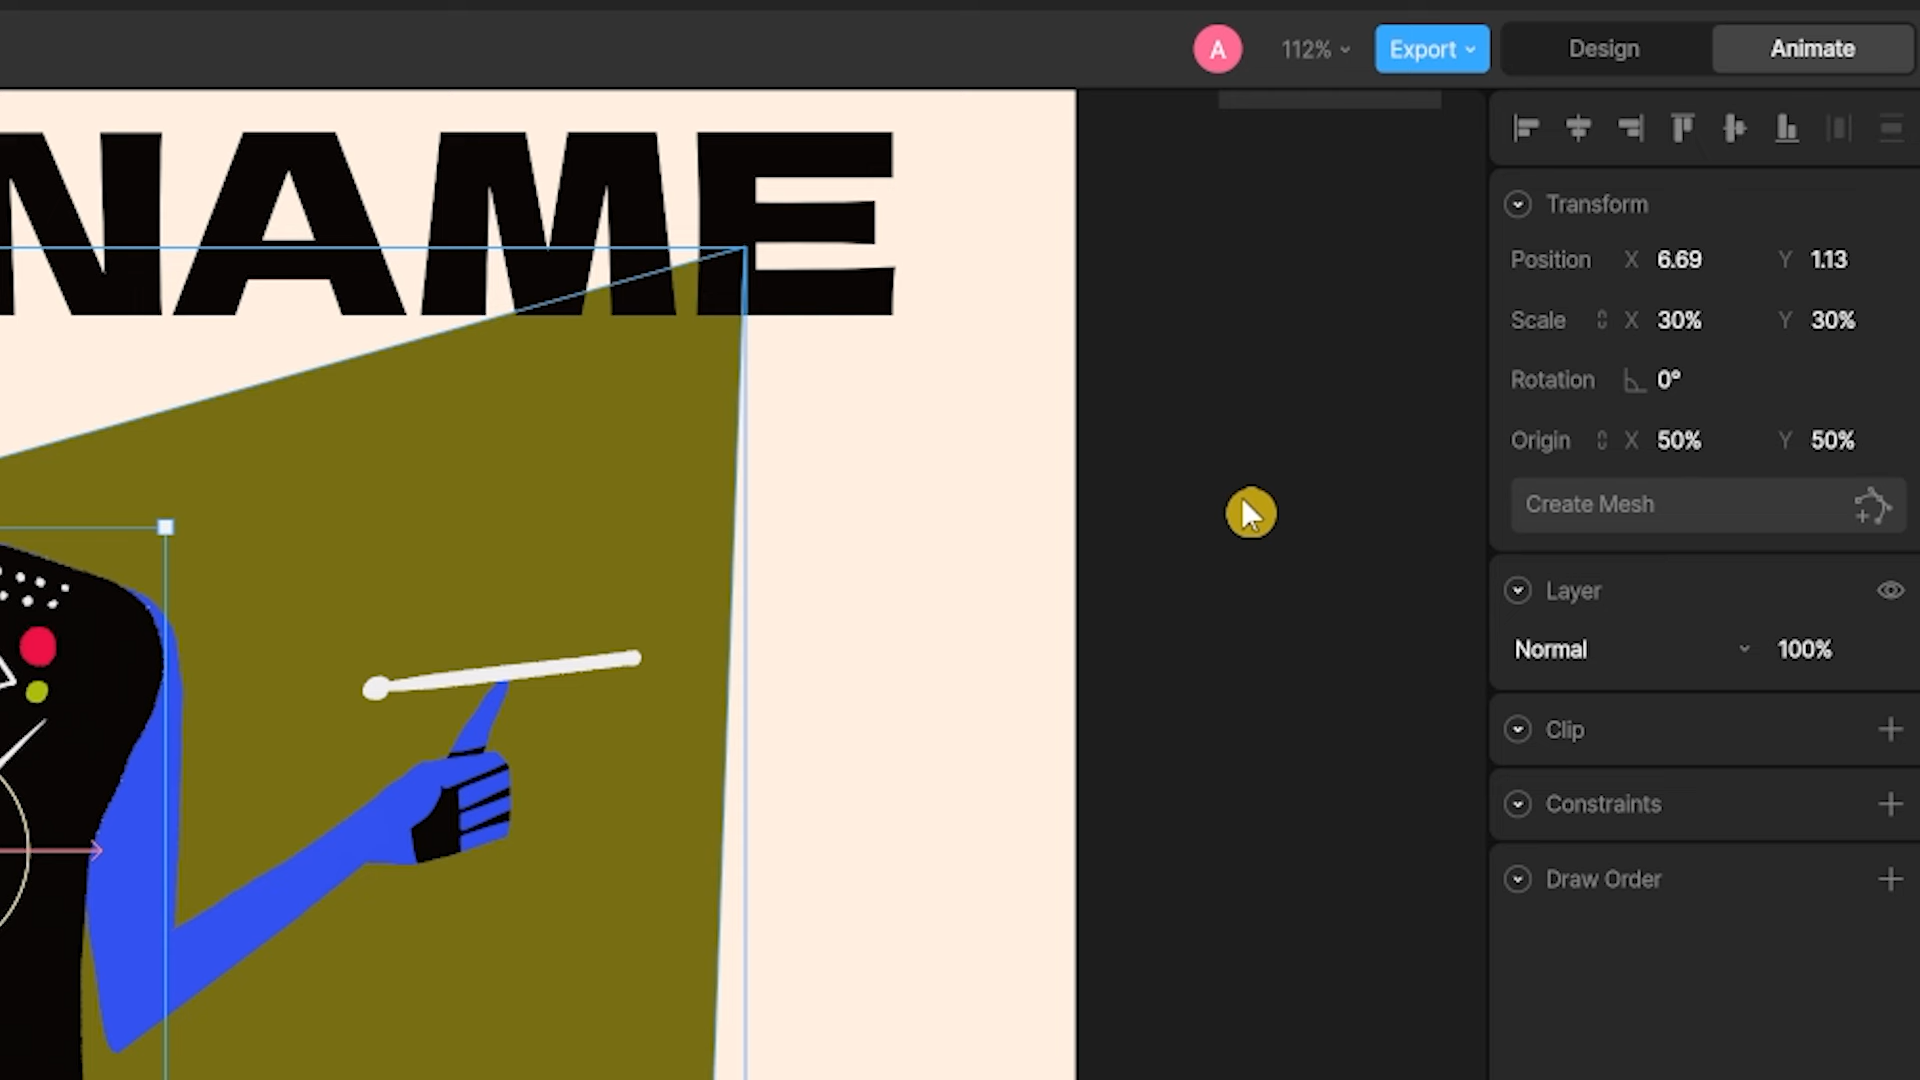 A 112% Export Design Animate
NAME
Transform
Position X 6.69 Y 1.13
Scale X 30% Y 30%
Rotation 0°
Origin X 50% Y 50%
Create Mesh
Layer
Normal 100%
Clip
Constraints
Draw Order